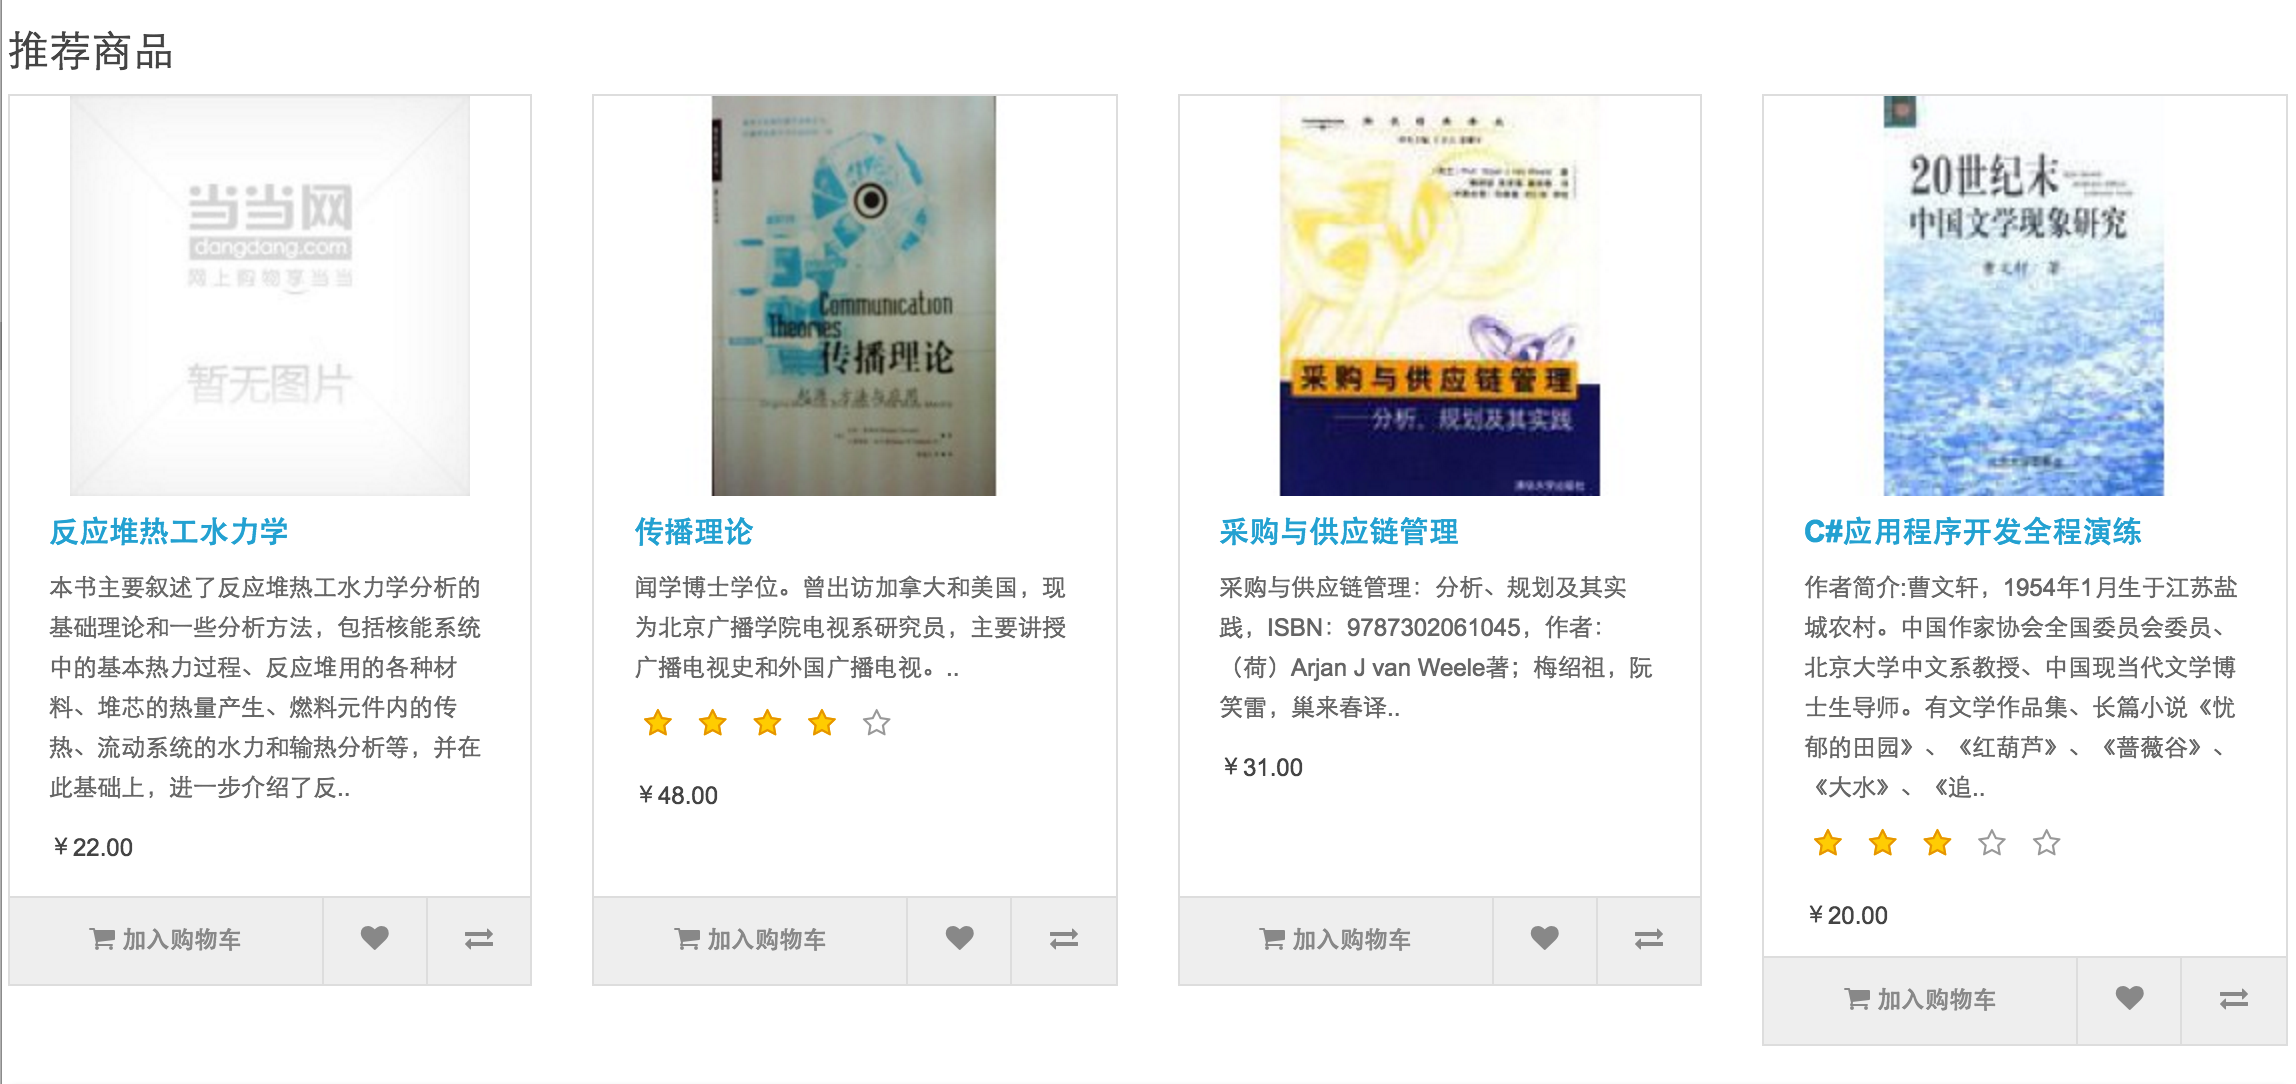 推荐商品
当当网
dangdang.com
网上购物享当当
暂无图片
反应堆热工水力学
本书主要叙述了反应堆热工水力学分析的
基础理论和一些分析方法，包括核能系统
中的基本热力过程、反应堆用的各种材
料、堆芯的热量产生、燃料元件内的传
热、流动系统的水力和输热分析等，并在
此基础上，进一步介绍了反..
￥22.00
加入购物车
Communication
Theories
传播理论
起源、方法与应用
传播理论
闻学博士学位。曾出访加拿大和美国，现
为北京广播学院电视系研究员，主要讲授
广播电视史和外国广播电视。..
￥48.00
加入购物车
采购与供应链管理
——分析、规划及其实践
清华大学出版社
采购与供应链管理
采购与供应链管理：分析、规划及其实
践，ISBN：9787302061045，作者：
（荷）Arjan J van Weele著；梅绍祖，阮
笑雷，巢来春译..
￥31.00
加入购物车
20世纪末
中国文学现象研究
曹文轩 著
C#应用程序开发全程演练
作者简介:曹文轩，1954年1月生于江苏盐
城农村。中国作家协会全国委员会委员、
北京大学中文系教授、中国现当代文学博
士生导师。有文学作品集、长篇小说《忧
郁的田园》、《红葫芦》、《蔷薇谷》、
《大水》、《追..
￥20.00
加入购物车